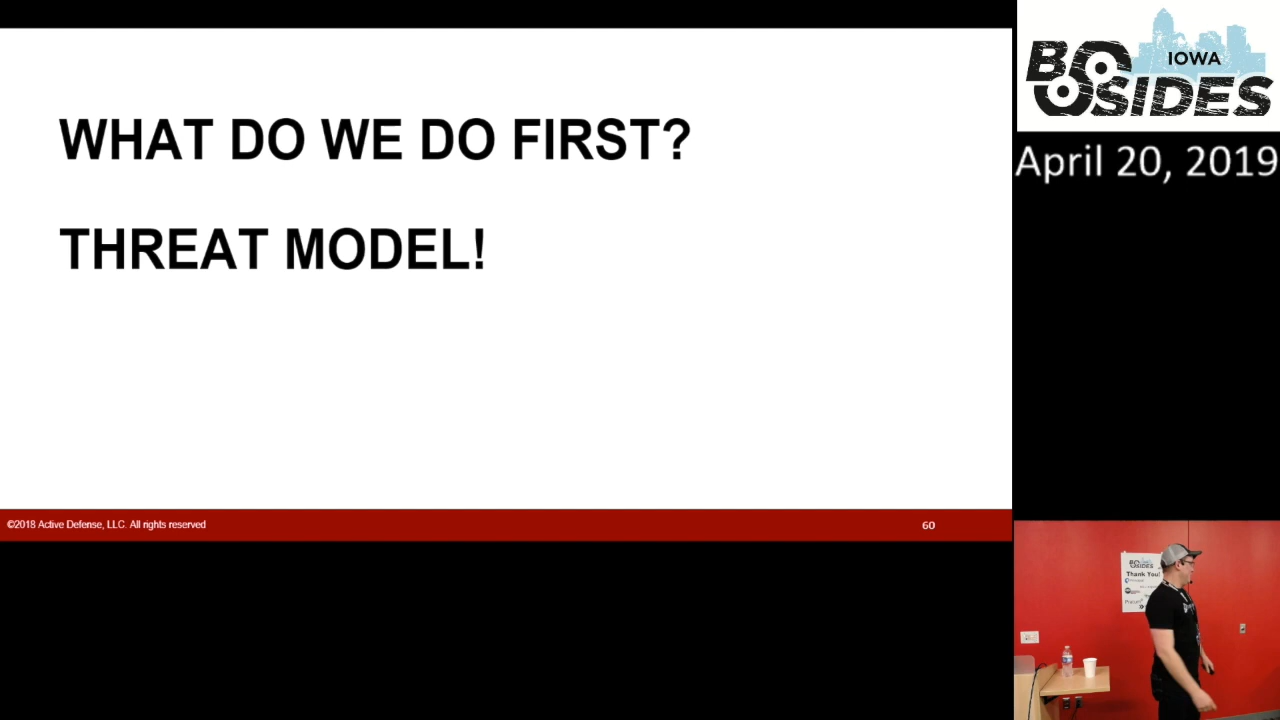 WHAT DO WE DO FIRST?
THREAT MODEL!
©2018 Active Defense, LLC. All rights reserved
60
BSIDES
IOWA
April 20, 2019
BSIDES
Thank You!